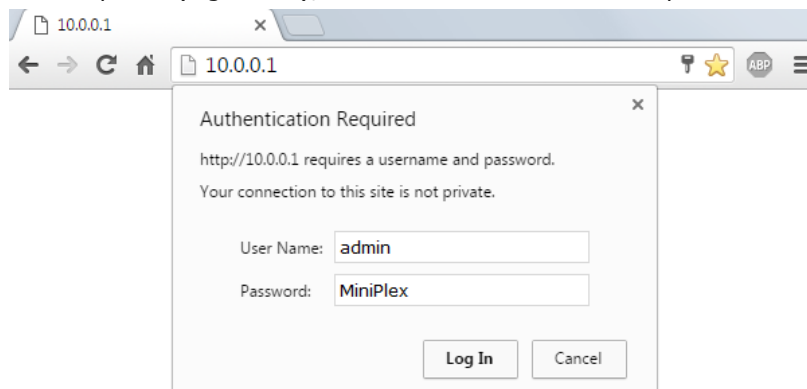 10.0.0.1
10.0.0.1
ABP
Authentication Required
http://10.0.0.1 requires a username and password.
Your connection to this site is not private.
User Name: admin
Password: MiniPlex
Log In Cancel